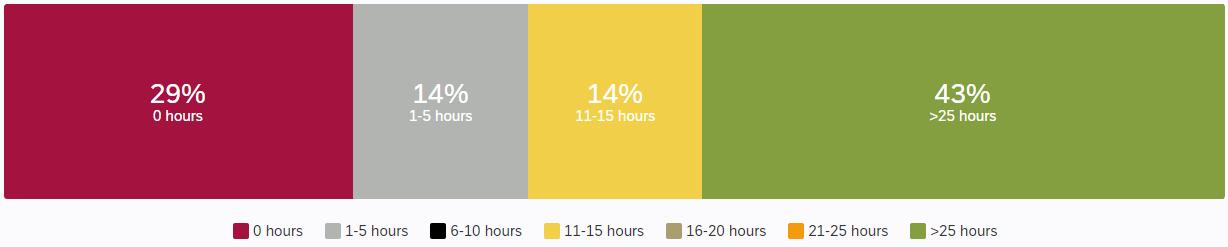 29%
0 hours
14%
1-5 hours
14%
11-15 hours
43%
>25 hours
0 hours 1-5 hours 6-10 hours 11-15 hours 16-20 hours 21-25 hours >25 hours